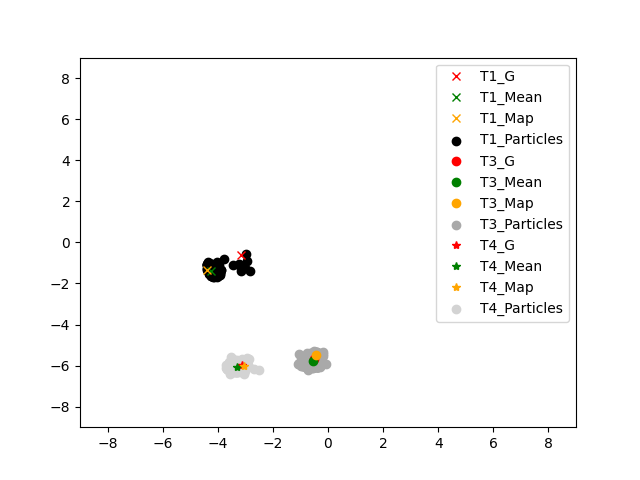 8
6
4
2
0
−2
−4
−6
−8
−8 −6 −4 −2 0 2 4 6 8
T1_G
T1_Mean
T1_Map
T1_Particles
T3_G
T3_Mean
T3_Map
T3_Particles
T4_G
T4_Mean
T4_Map
T4_Particles